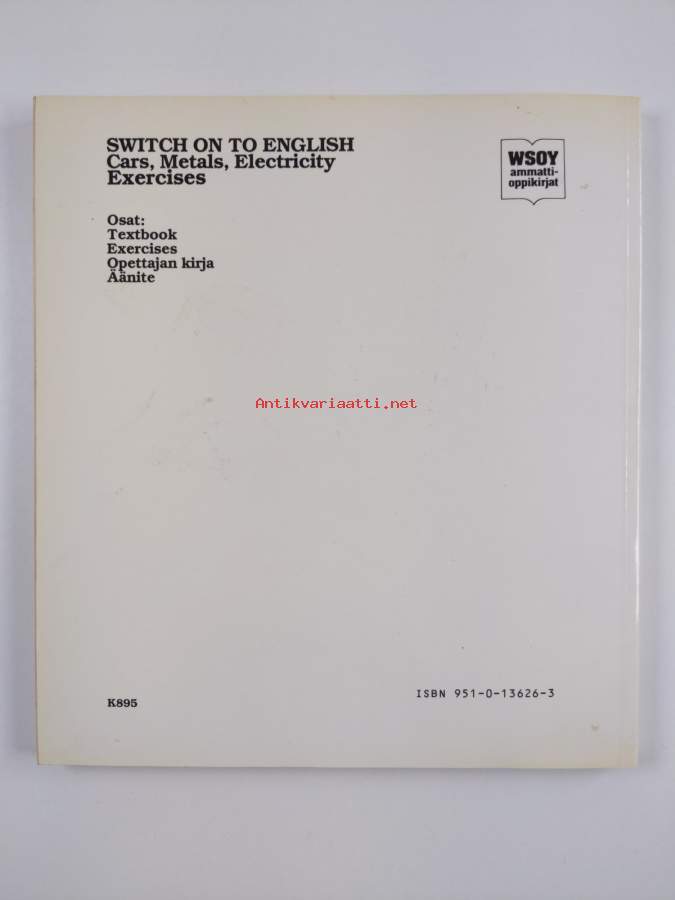 SWITCH ON TO ENGLISH
Cars, Metals, Electricity
Exercises
WSOY
ammatti-
oppikirjat
Osat:
Textbook
Exercises
Opettajan kirja
Äänite
Antikvariaatti.net
ISBN 951-0-13626-3
K895